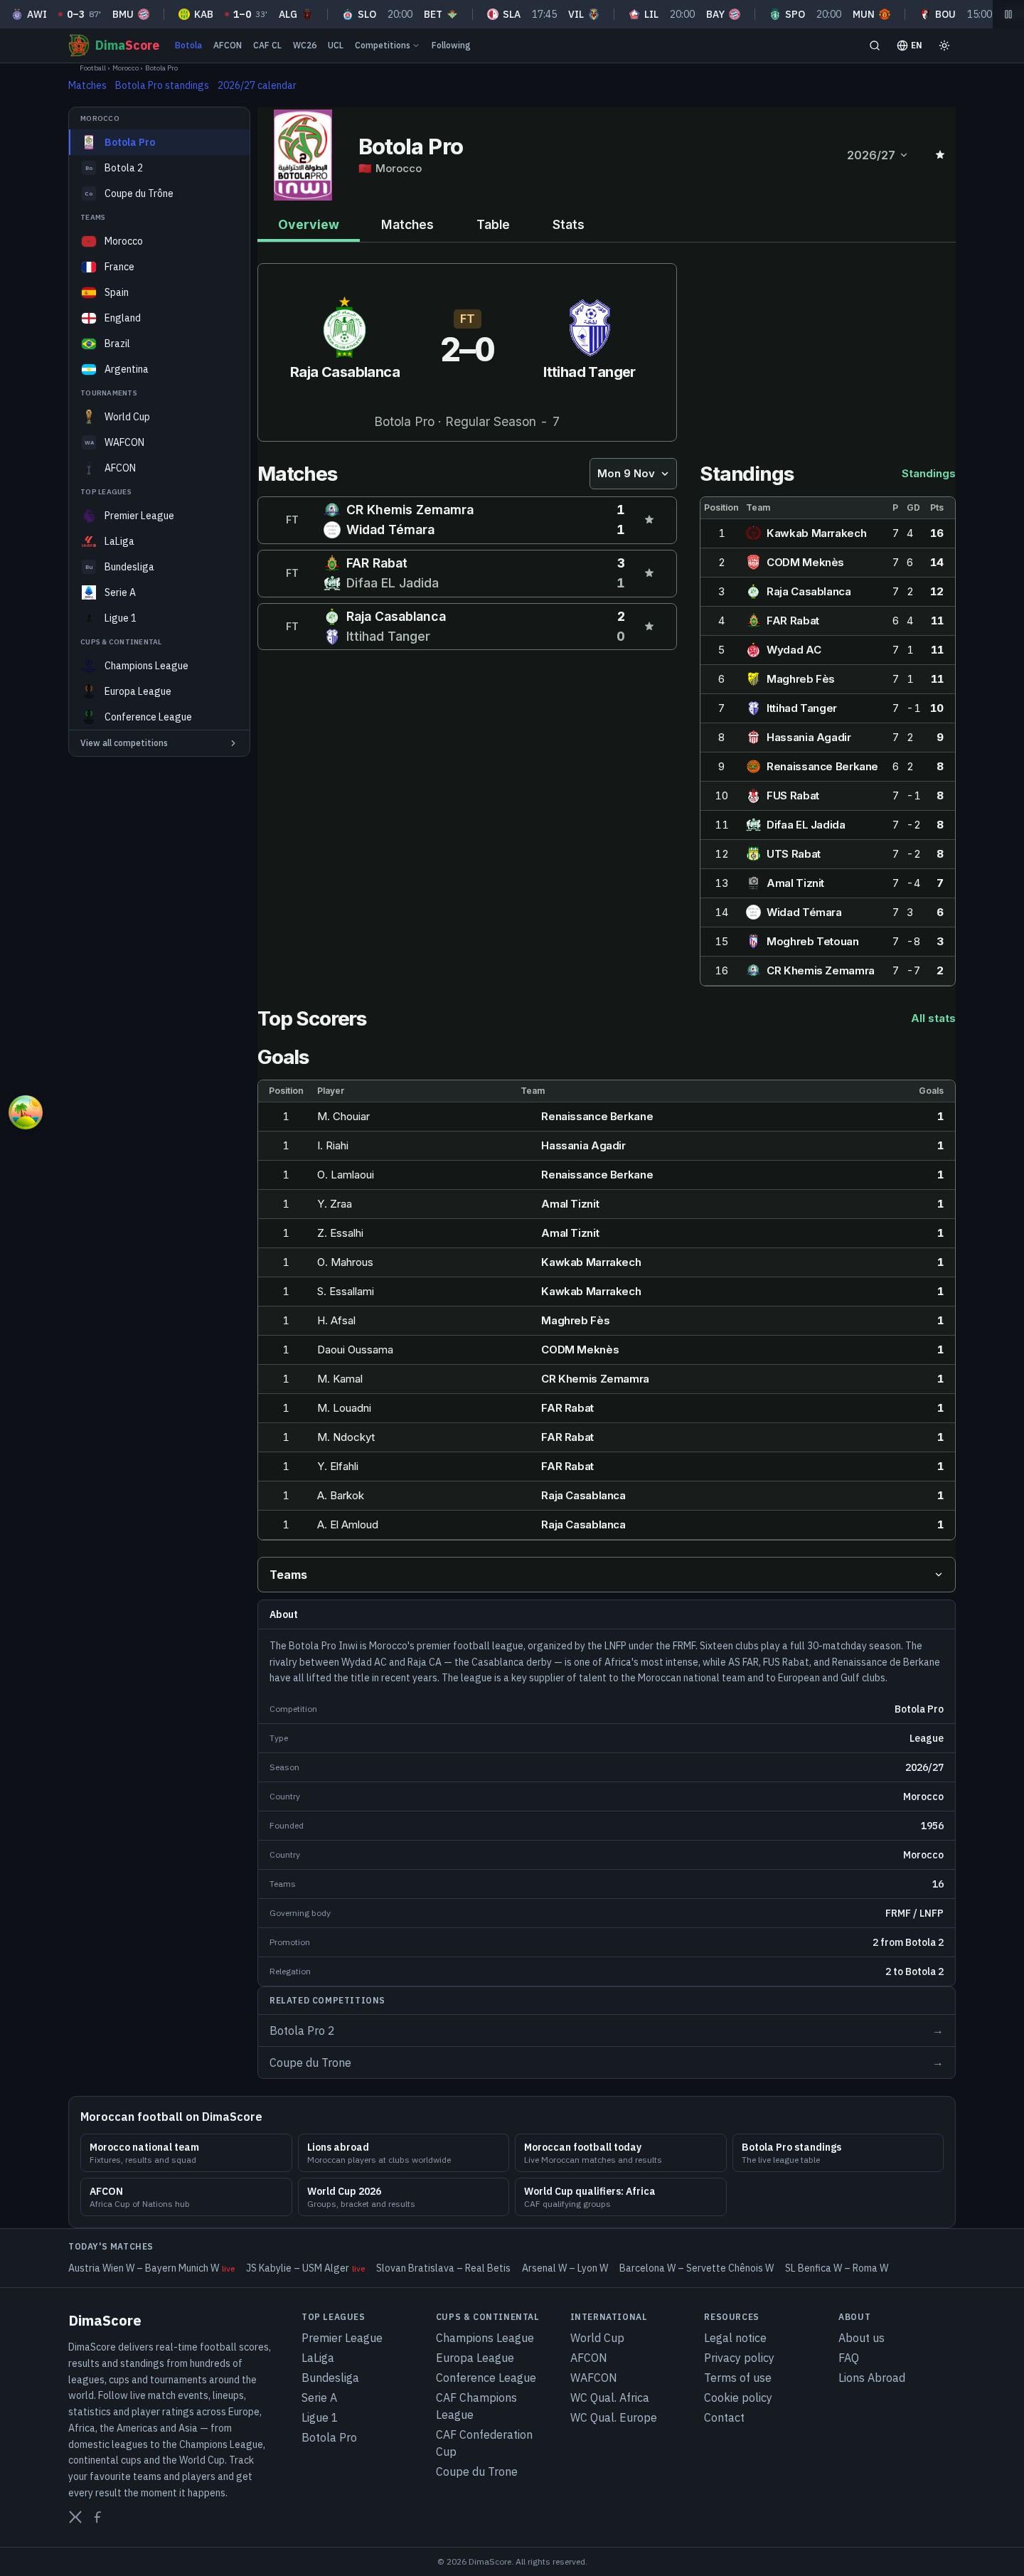 AWI 0–3 87' BMU
KAB 1–0 33' ALG
SLO 20:00 BET
SLA 17:45 VIL
LIL 20:00 BAY
SPO 20:00 MUN
BOU 15:00
DimaScore
Botola AFCON CAF CL WC26 UCL Competitions Following
EN
Football › Morocco › Botola Pro
Matches Botola Pro standings 2026/27 calendar
MOROCCO
Botola Pro
Bo Botola 2
Co Coupe du Trône
TEAMS
Morocco
France
Spain
England
Brazil
Argentina
TOURNAMENTS
World Cup
WA WAFCON
AFCON
TOP LEAGUES
Premier League
LaLiga
Bu Bundesliga
Serie A
Ligue 1
CUPS & CONTINENTAL
Champions League
Europa League
Conference League
View all competitions
BOTOLA PRO
inwi
Botola Pro
Morocco
2026/27
Overview Matches Table Stats
FT
2–0
Raja Casablanca
Ittihad Tanger
Botola Pro · Regular Season - 7
Matches
Mon 9 Nov
FT CR Khemis Zemamra 1
Widad Témara 1
FT FAR Rabat 3
Difaa EL Jadida 1
FT Raja Casablanca 2
Ittihad Tanger 0
Standings
Standings
Position Team P GD Pts
1 Kawkab Marrakech 7 4 16
2 CODM Meknès 7 6 14
3 Raja Casablanca 7 2 12
4 FAR Rabat 6 4 11
5 Wydad AC 7 1 11
6 Maghreb Fès 7 1 11
7 Ittihad Tanger 7 -1 10
8 Hassania Agadir 7 2 9
9 Renaissance Berkane 6 2 8
10 FUS Rabat 7 -1 8
11 Difaa EL Jadida 7 -2 8
12 UTS Rabat 7 -2 8
13 Amal Tiznit 7 -4 7
14 Widad Témara 7 3 6
15 Moghreb Tetouan 7 -8 3
16 CR Khemis Zemamra 7 -7 2
Top Scorers
All stats
Goals
Position Player Team Goals
1 M. Chouiar Renaissance Berkane 1
1 I. Riahi Hassania Agadir 1
1 O. Lamlaoui Renaissance Berkane 1
1 Y. Zraa Amal Tiznit 1
1 Z. Essalhi Amal Tiznit 1
1 O. Mahrous Kawkab Marrakech 1
1 S. Essallami Kawkab Marrakech 1
1 H. Afsal Maghreb Fès 1
1 Daoui Oussama CODM Meknès 1
1 M. Kamal CR Khemis Zemamra 1
1 M. Louadni FAR Rabat 1
1 M. Ndockyt FAR Rabat 1
1 Y. Elfahli FAR Rabat 1
1 A. Barkok Raja Casablanca 1
1 A. El Amloud Raja Casablanca 1
Teams
About
The Botola Pro Inwi is Morocco's premier football league, organized by the LNFP under the FRMF. Sixteen clubs play a full 30-matchday season. The
rivalry between Wydad AC and Raja CA — the Casablanca derby — is one of Africa's most intense, while AS FAR, FUS Rabat, and Renaissance de Berkane
have all lifted the title in recent years. The league is a key supplier of talent to the Moroccan national team and to European and Gulf clubs.
Competition Botola Pro
Type League
Season 2026/27
Country Morocco
Founded 1956
Country Morocco
Teams 16
Governing body FRMF / LNFP
Promotion 2 from Botola 2
Relegation 2 to Botola 2
RELATED COMPETITIONS
Botola Pro 2 →
Coupe du Trone →
Moroccan football on DimaScore
Morocco national team
Fixtures, results and squad
Lions abroad
Moroccan players at clubs worldwide
Moroccan football today
Live Moroccan matches and results
Botola Pro standings
The live league table
AFCON
Africa Cup of Nations hub
World Cup 2026
Groups, bracket and results
World Cup qualifiers: Africa
CAF qualifying groups
TODAY'S MATCHES
Austria Wien W – Bayern Munich W live JS Kabylie – USM Alger live Slovan Bratislava – Real Betis Arsenal W – Lyon W Barcelona W – Servette Chênois W SL Benfica W – Roma W
DimaScore
DimaScore delivers real-time football scores,
results and standings from hundreds of
leagues, cups and tournaments around the
world. Follow live match events, lineups,
statistics and player ratings across Europe,
Africa, the Americas and Asia — from
domestic leagues to the Champions League,
continental cups and the World Cup. Track
your favourite teams and players and get
every result the moment it happens.
TOP LEAGUES
Premier League
LaLiga
Bundesliga
Serie A
Ligue 1
Botola Pro
CUPS & CONTINENTAL
Champions League
Europa League
Conference League
CAF Champions
League
CAF Confederation
Cup
Coupe du Trone
INTERNATIONAL
World Cup
AFCON
WAFCON
WC Qual. Africa
WC Qual. Europe
RESOURCES
Legal notice
Privacy policy
Terms of use
Cookie policy
Contact
ABOUT
About us
FAQ
Lions Abroad
© 2026 DimaScore. All rights reserved.